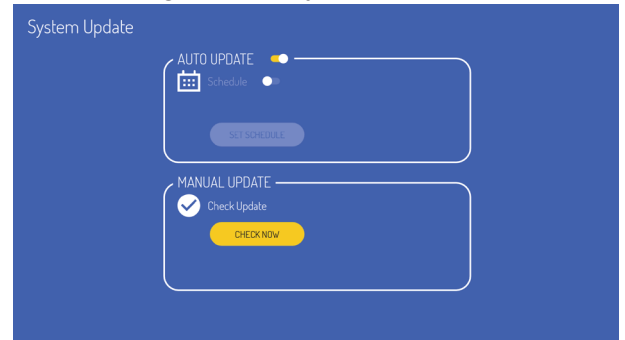 System Update
AUTO UPDATE
Schedule
SET SCHEDULE
MANUAL UPDATE
Check Update
CHECK NOW